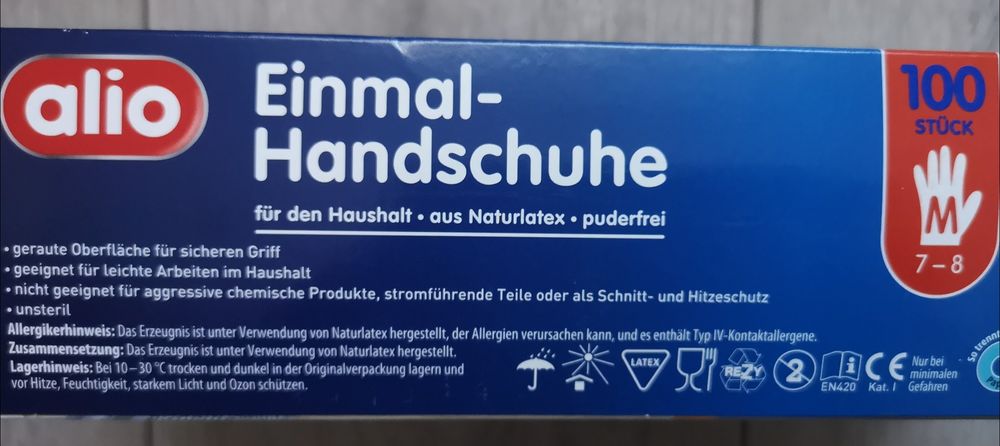 alio
Einmal-
Handschuhe
für den Haushalt • aus Naturlatex • puderfrei
• geraute Oberfläche für sicheren Griff
• geeignet für leichte Arbeiten im Haushalt
• nicht geeignet für aggressive chemische Produkte, stromführende Teile oder als Schnitt- und Hitzeschutz
• unsteril
Allergikerhinweis: Das Erzeugnis ist unter Verwendung von Naturlatex hergestellt, der Allergien verursachen kann, und es enthält Typ IV-Kontaktallergene.
Zusammensetzung: Das Erzeugnis ist unter Verwendung von Naturlatex hergestellt.
Lagerhinweis: Bei 10–30 °C trocken und dunkel in der Originalverpackung lagern und
vor Hitze, Feuchtigkeit, starkem Licht und Ozon schützen.
LATEX
REZY
2
i
EN420
CE
Kat. I
Nur bei
minimalen
Gefahren
100
STÜCK
M
7–8
So